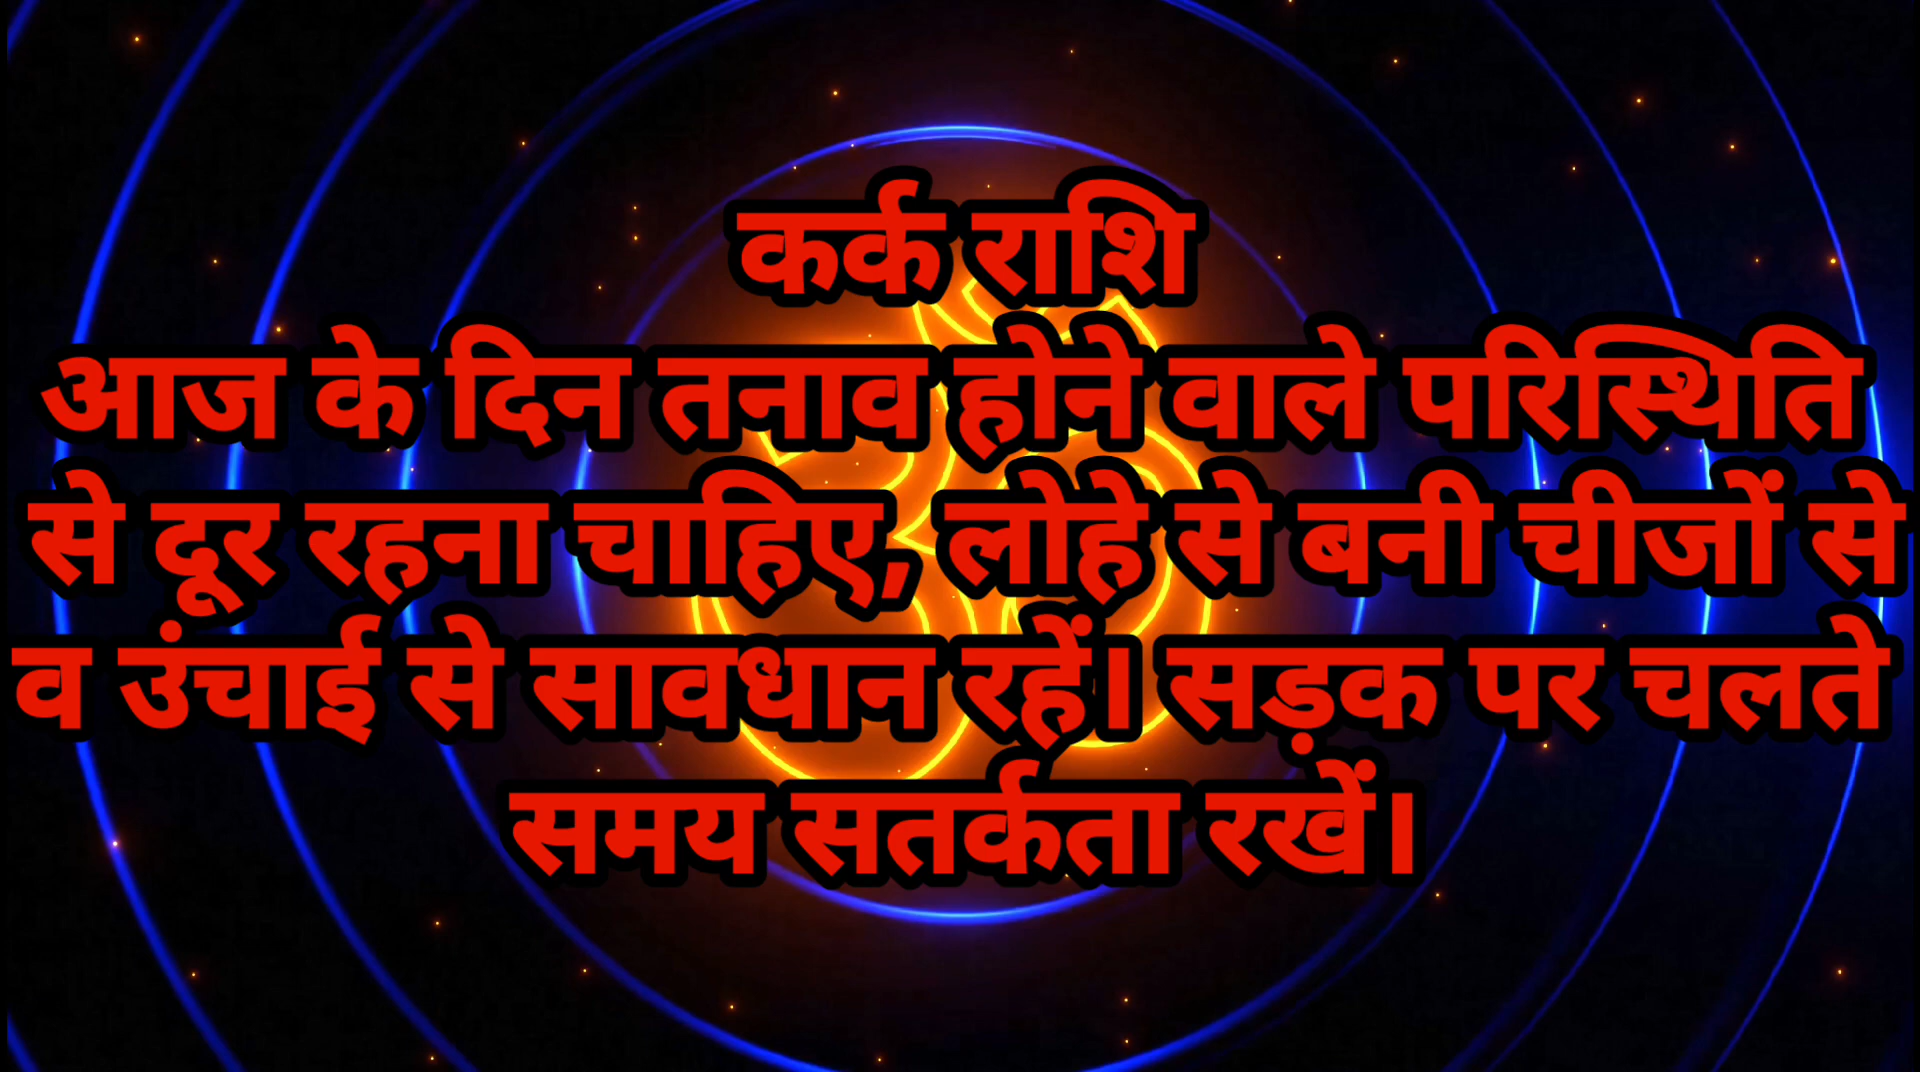 कर्क राशि
आज के दिन तनाव होने वाले परिस्थिति
से दूर रहना चाहिए, लोहे से बनी चीजों से
व उंचाई से सावधान रहें। सड़क पर चलते
समय सतर्कता रखें।